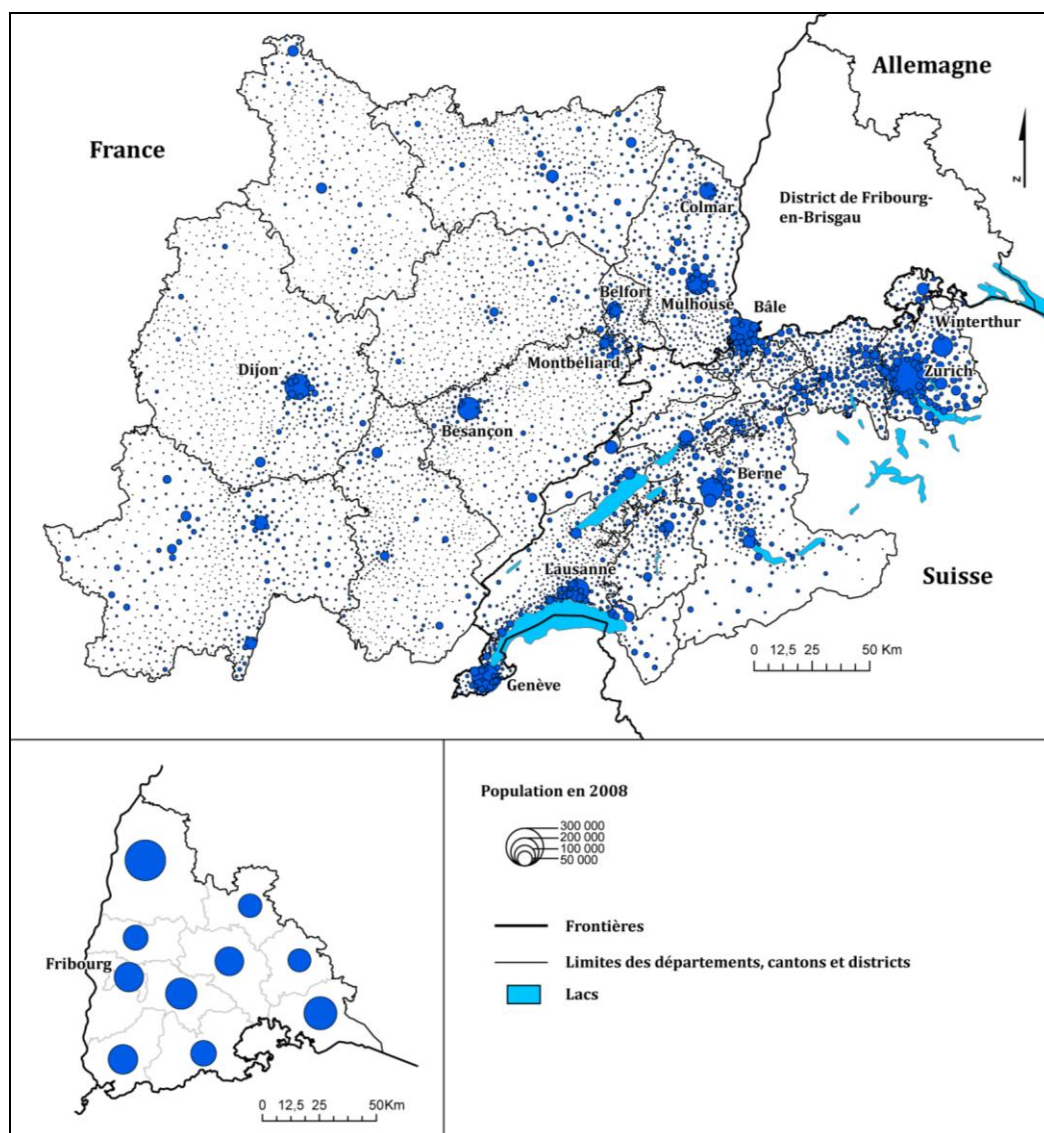 Allemagne
France
District de Fribourg-
en-Brisgau
Colmar
Belfort
Mulhouse
Bâle
Winterthur
Zurich
Montbéliard
Dijon
Besançon
Berne
Lausanne
Suisse
Genève
0 12,5 25 50 Km
N
Fribourg
0 12,5 25 50Km
Population en 2008
300 000
200 000
100 000
50 000
Frontières
Limites des départements, cantons et districts
Lacs